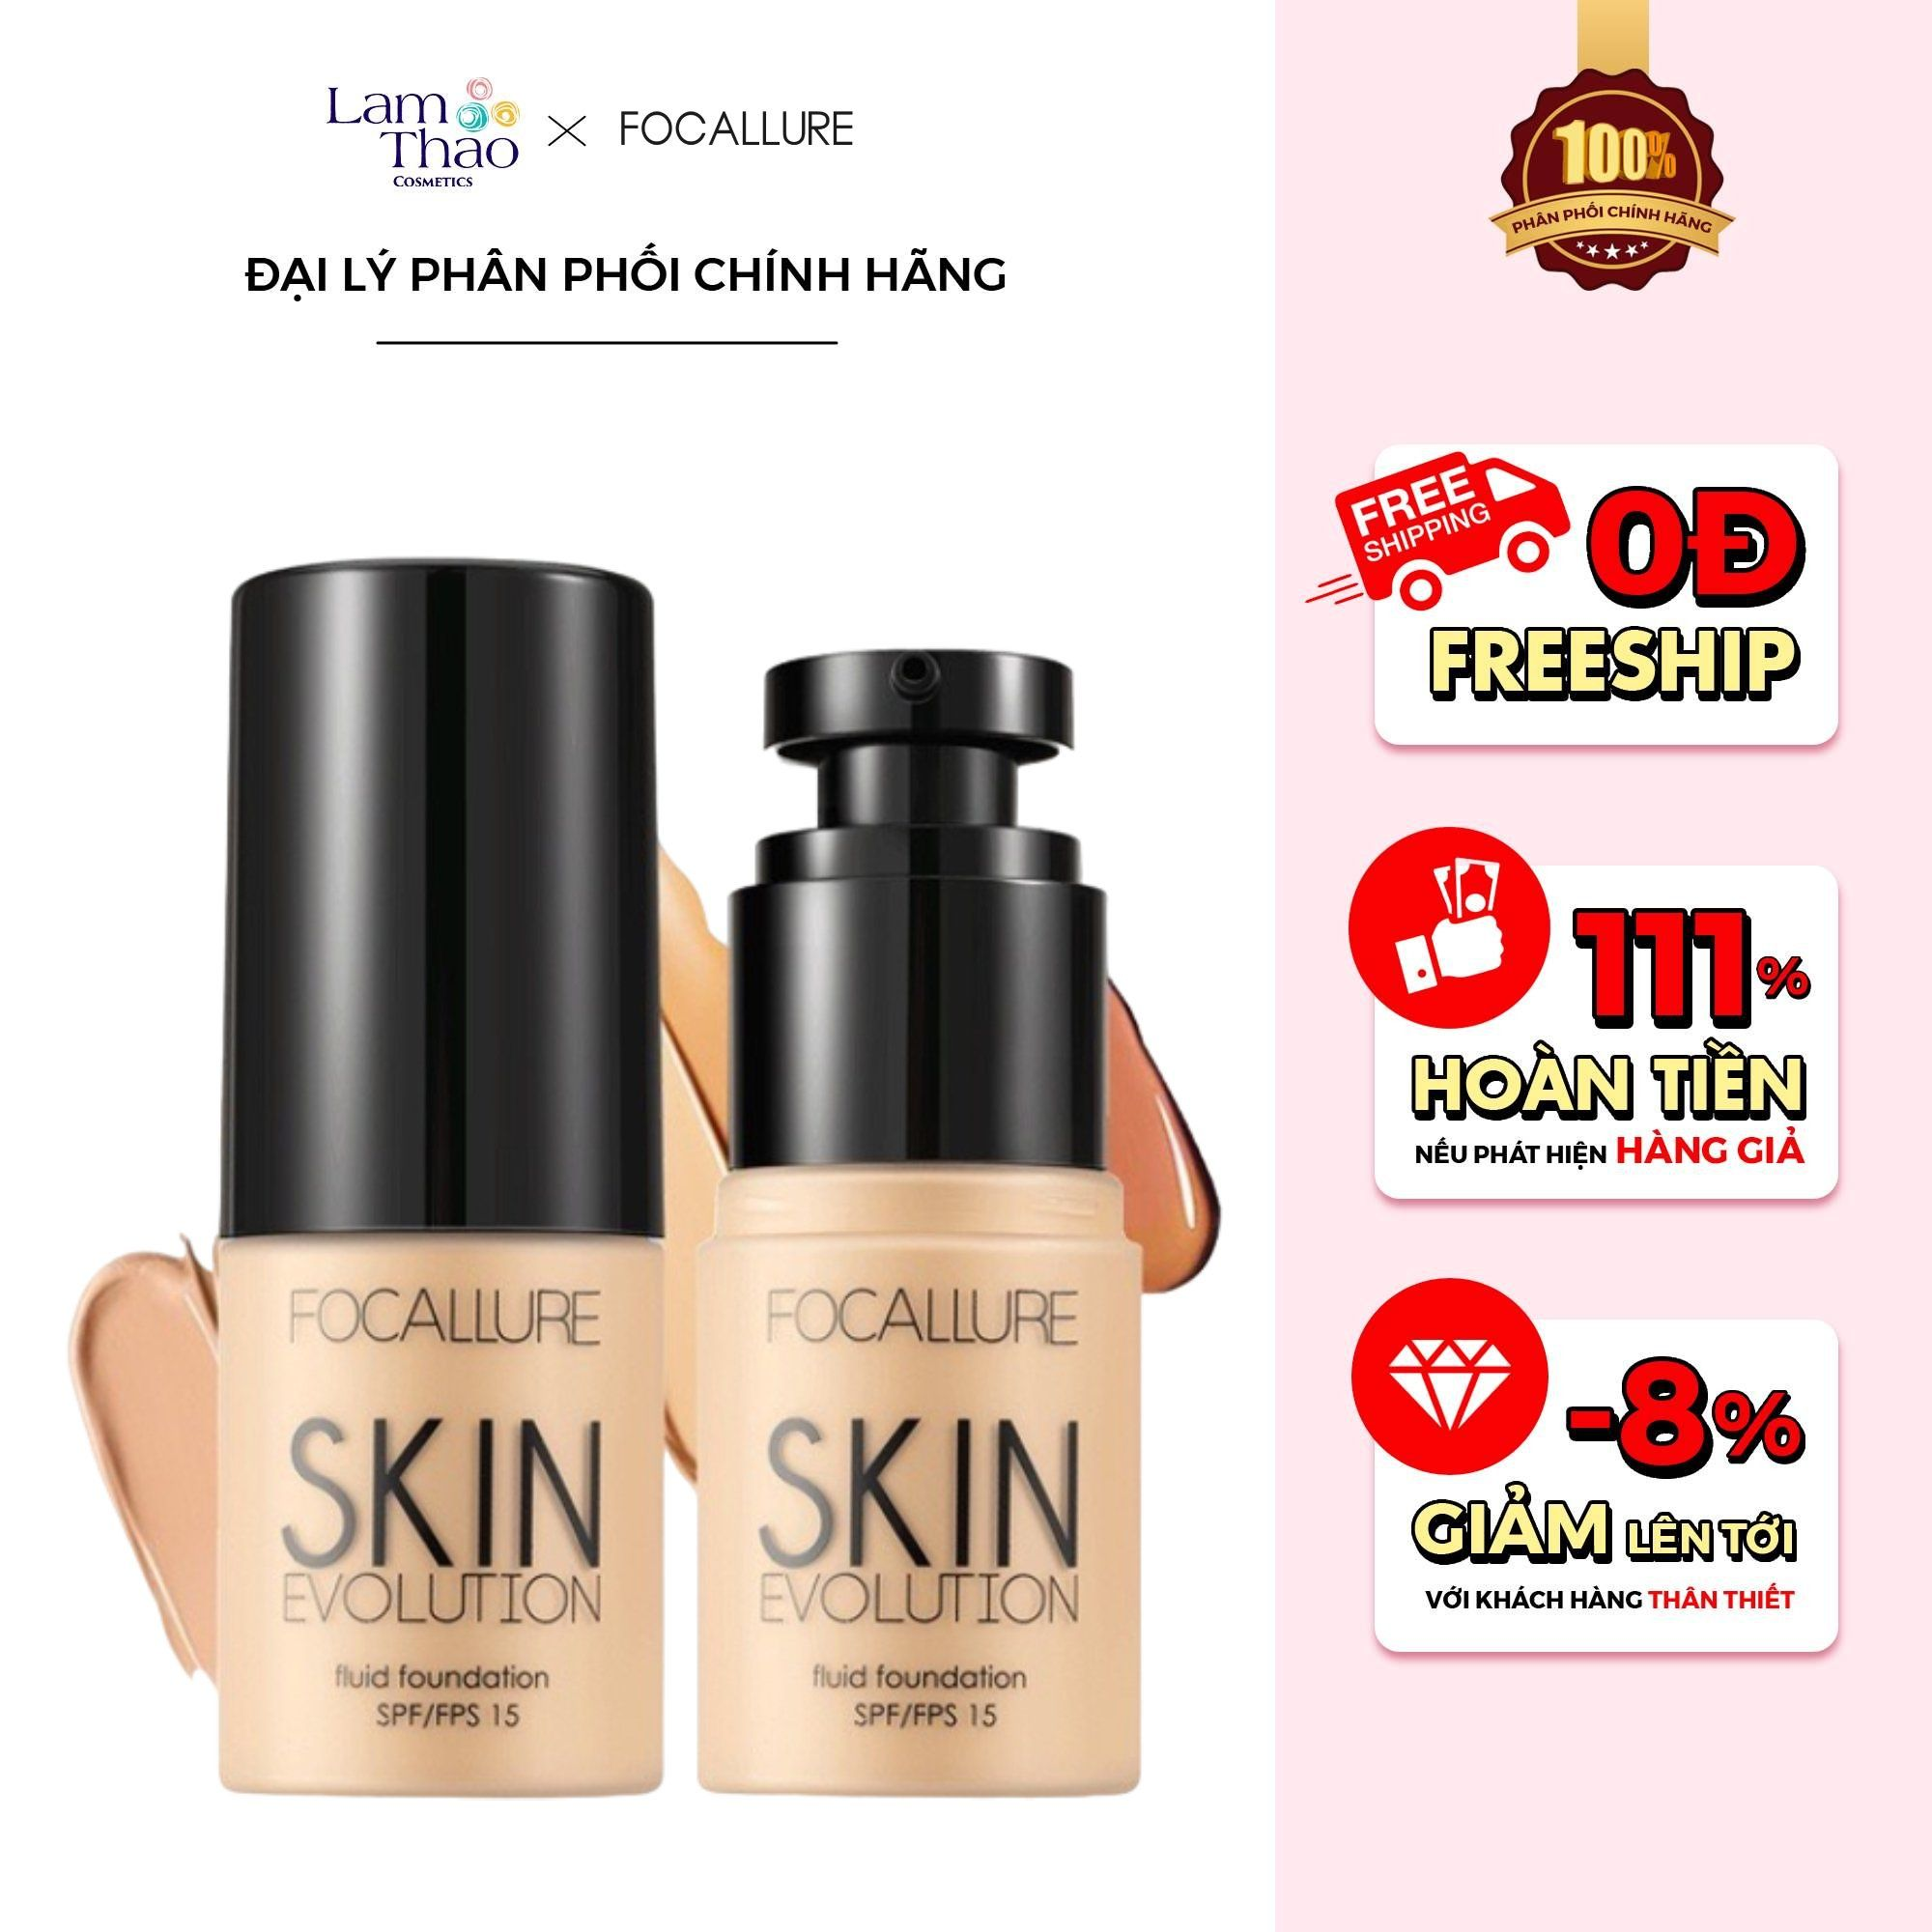 Lam
Thảo
COSMETICS
FOCALLURE
ĐẠI LÝ PHÂN PHỐI CHÍNH HÃNG
100%
PHÂN PHỐI CHÍNH HÃNG
FREE
SHIPPING
0Đ
FREESHIP
111%
HOÀN TIỀN
NẾU PHÁT HIỆN HÀNG GIẢ
-8%
GIẢM LÊN TỚI
VỚI KHÁCH HÀNG THÂN THIẾT
FOCALLURE
SKIN
EVOLUTION
fluid foundation
SPF/FPS 15
FOCALLURE
SKIN
EVOLUTION
fluid foundation
SPF/FPS 15